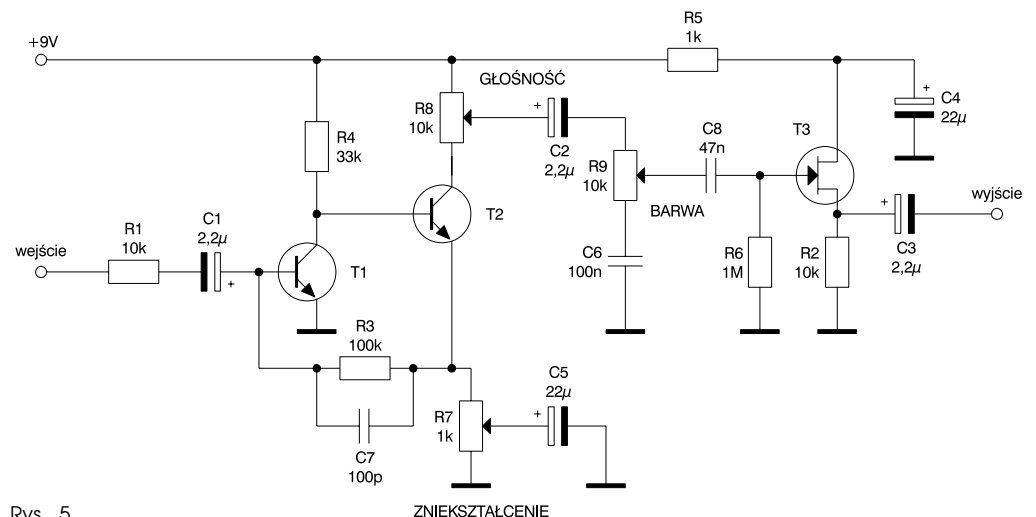 +9V
R5
1k
GŁOŚNOŚĆ
R8
10k
C2
2,2µ
R4
33k
R9
10k
C8
47n
T3
C4
22µ
+
BARWA
T2
wyjście
wejście
R1
10k
C1
2,2µ
+
T1
C6
100n
R6
1M
R2
10k
+
C3
2,2µ
+
R3
100k
C7
100p
R7
1k
C5
22µ
+
Rys. 5
ZNIEKSZTAŁCENIE